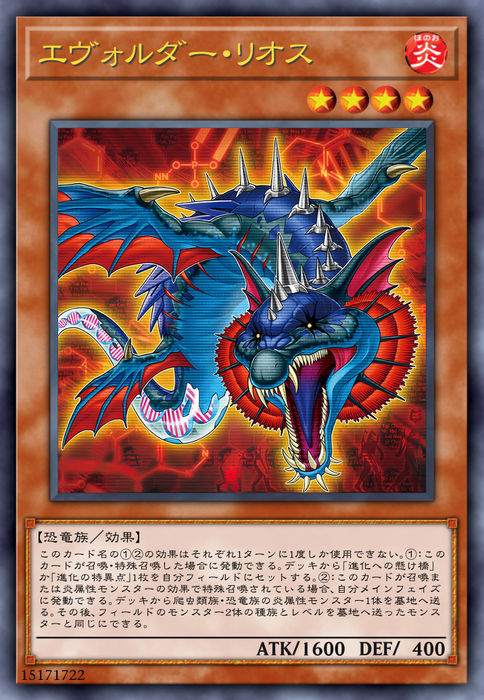 エヴォルダー・リオス
ほのお
炎
NN
N
【恐竜族/効果】
このカード名の①②の効果はそれぞれ1ターンに1度しか使用できない。①:この
カードが召喚・特殊召喚した場合に発動できる。デッキから「進化への懸け橋」
か「進化の特異点」1枚を自分フィールドにセットする。②:このカードが召喚ま
たは炎属性モンスターの効果で特殊召喚されている場合、自分メインフェイズ
に発動できる。デッキから爬虫類族・恐竜族の炎属性モンスター1体を墓地へ送
る。その後、フィールドのモンスター2体の種族とレベルを墓地へ送ったモンス
ターと同じにできる。
ATK/1600 DEF/ 400
15171722